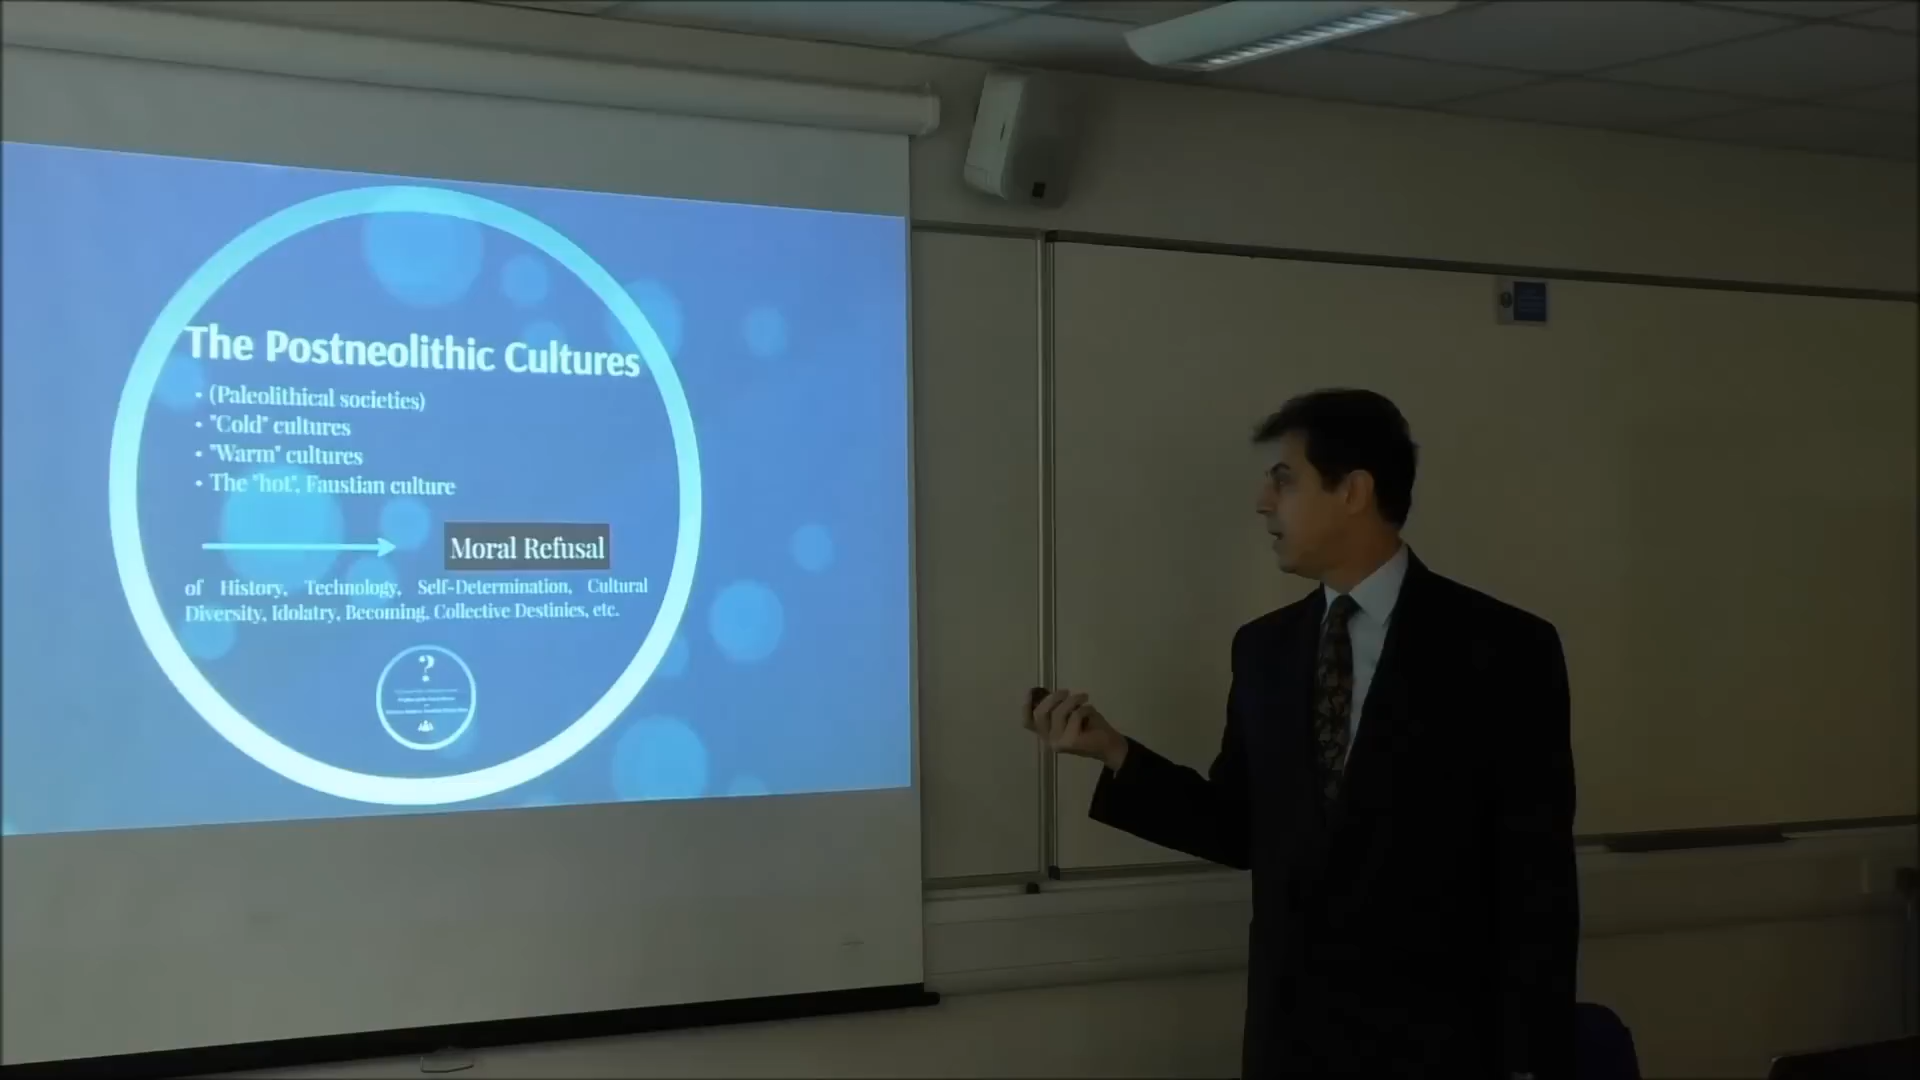 The Postneolithic Cultures
• (Paleolithical societies)
• "Cold" cultures
• "Warm" cultures
• The "hot", Faustian culture
Moral Refusal
of History, Technology, Self-Determination, Cultural
Diversity, Idolatry, Becoming, Collective Destinies, etc.
?